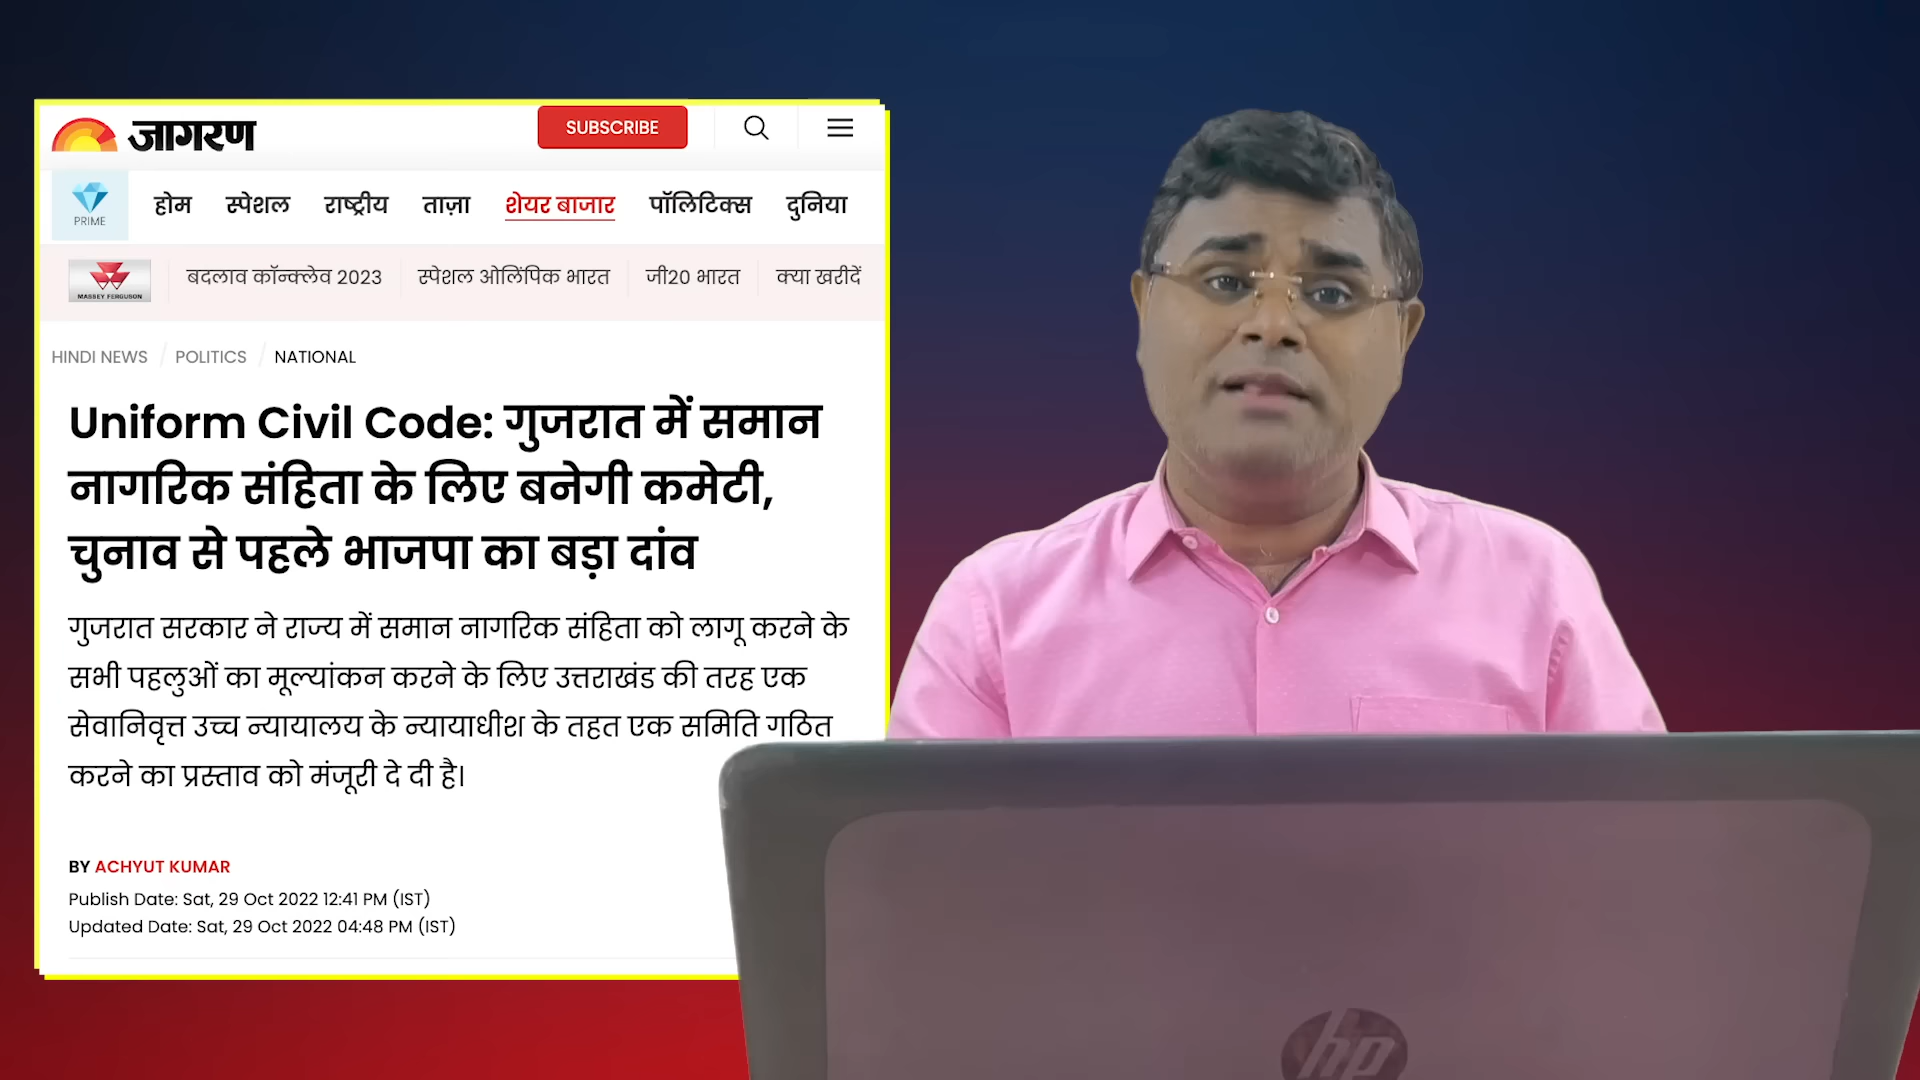 जागरण
SUBSCRIBE
PRIME
होम स्पेशल राष्ट्रीय ताज़ा शेयर बाजार पॉलिटिक्स दुनिया
MASSEY FERGUSON
बदलाव कॉन्क्लेव 2023 स्पेशल ओलिंपिक भारत जी20 भारत क्या खरीदें
HINDI NEWS / POLITICS / NATIONAL
Uniform Civil Code: गुजरात में समान
नागरिक संहिता के लिए बनेगी कमेटी,
चुनाव से पहले भाजपा का बड़ा दांव
गुजरात सरकार ने राज्य में समान नागरिक संहिता को लागू करने के
सभी पहलुओं का मूल्यांकन करने के लिए उत्तराखंड की तरह एक
सेवानिवृत्त उच्च न्यायालय के न्यायाधीश के तहत एक समिति गठित
करने का प्रस्ताव को मंजूरी दे दी है।
BY ACHYUT KUMAR
Publish Date: Sat, 29 Oct 2022 12:41 PM (IST)
Updated Date: Sat, 29 Oct 2022 04:48 PM (IST)
hp